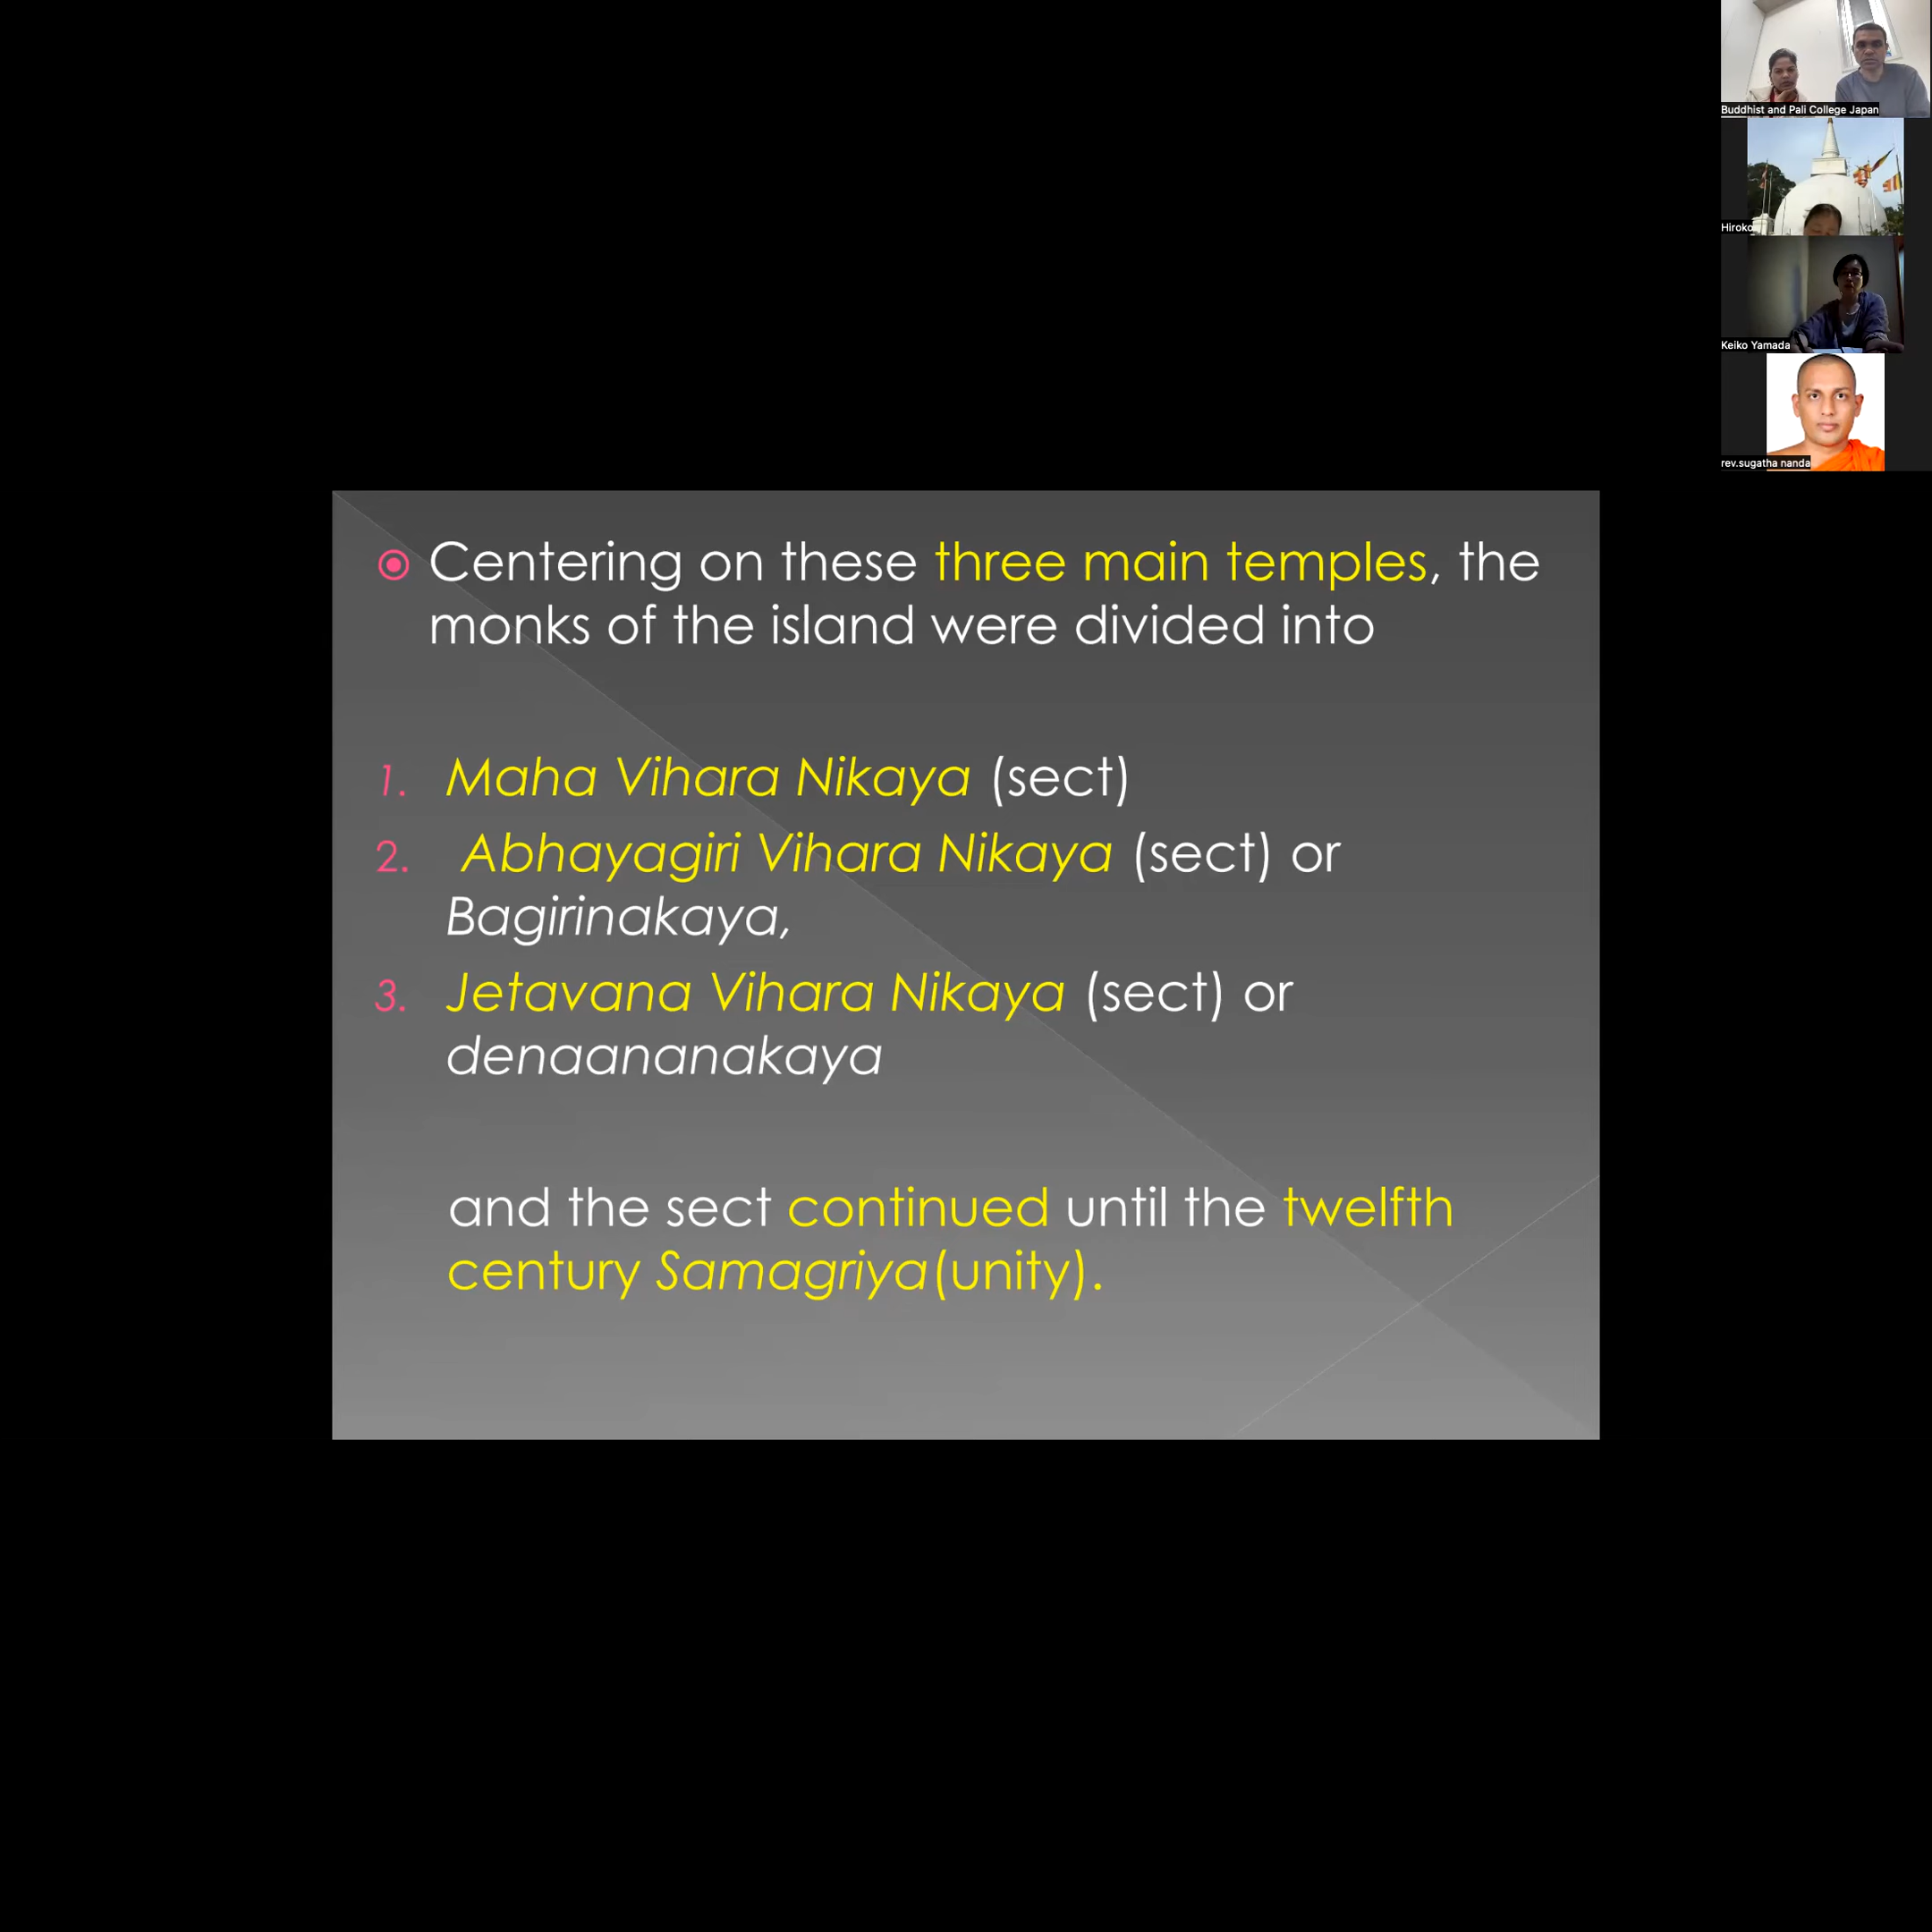 Buddhist and Pali College Japan
Hiroko
Keiko Yamada
rev.sugatha nanda
Centering on these three main temples, the
monks of the island were divided into
1. Maha Vihara Nikaya (sect)
2. Abhayagiri Vihara Nikaya (sect) or
Bagirinakaya,
3. Jetavana Vihara Nikaya (sect) or
denaananakaya
and the sect continued until the twelfth
century Samagriya(unity).